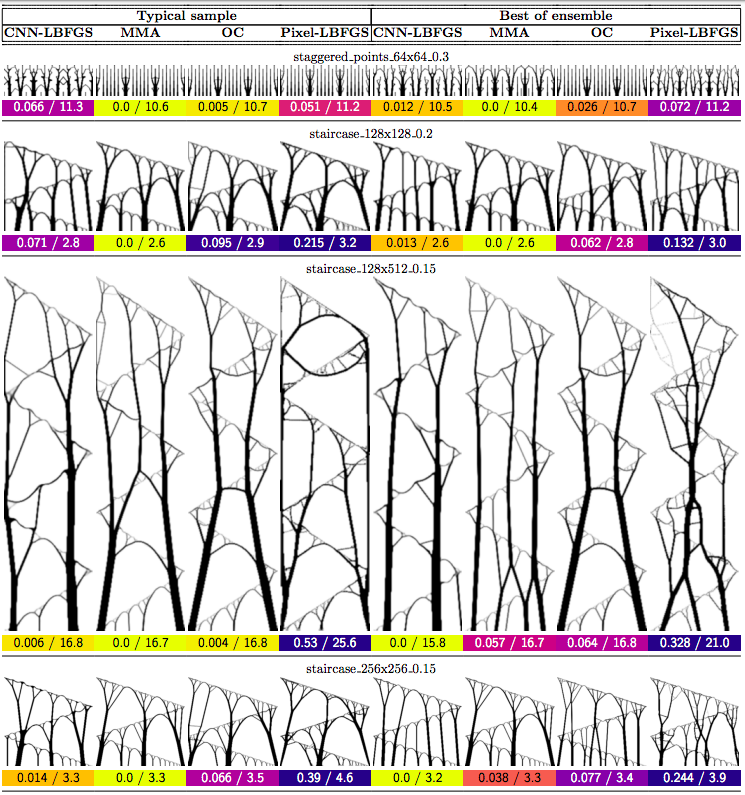 Typical sample Best of ensemble
CNN-LBFGS MMA OC Pixel-LBFGS CNN-LBFGS MMA OC Pixel-LBFGS
staggered_points_64x64_0.3
0.066 / 11.3 0.0 / 10.6 0.005 / 10.7 0.051 / 11.2 0.012 / 10.5 0.0 / 10.4 0.026 / 10.7 0.072 / 11.2
staircase_128x128_0.2
0.071 / 2.8 0.0 / 2.6 0.095 / 2.9 0.215 / 3.2 0.013 / 2.6 0.0 / 2.6 0.062 / 2.8 0.132 / 3.0
staircase_128x512_0.15
0.006 / 16.8 0.0 / 16.7 0.004 / 16.8 0.53 / 25.6 0.0 / 15.8 0.057 / 16.7 0.064 / 16.8 0.328 / 21.0
staircase_256x256_0.15
0.014 / 3.3 0.0 / 3.3 0.066 / 3.5 0.39 / 4.6 0.0 / 3.2 0.038 / 3.3 0.077 / 3.4 0.244 / 3.9